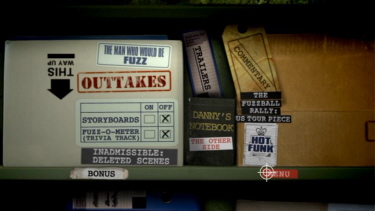 THE MAN WHO WOULD BE
FUZZ
THIS
WAY UP
OUTTAKES
ON OFF
STORYBOARDS
FUZZ-O-METER
(TRIVIA TRACK)
INADMISSIBLE:
DELETED SCENES
TRAILERS
COMMENTARIES
DANNY'S
NOTEBOOK
THE OTHER
SIDE
THE
FUZZBALL
RALLY:
US TOUR PIECE
HOT
FUNK
BONUS
MENU